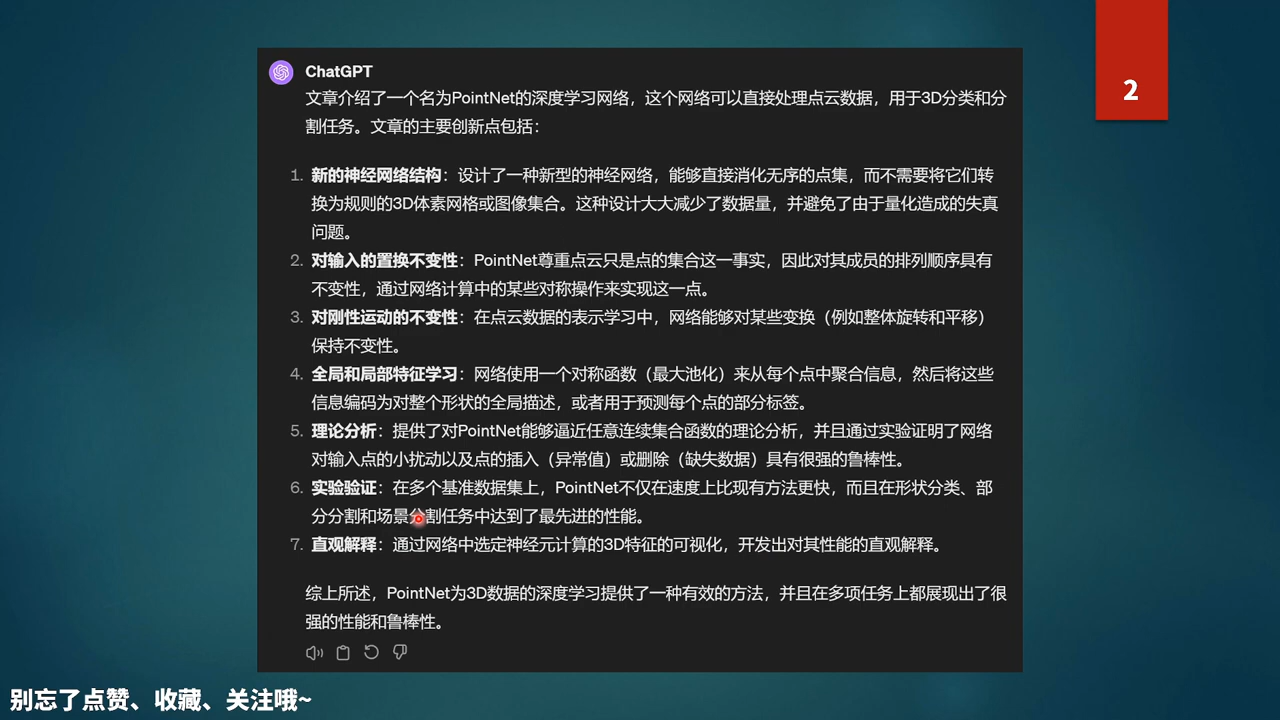 2
ChatGPT
文章介绍了一个名为PointNet的深度学习网络，这个网络可以直接处理点云数据，用于3D分类和分
割任务。文章的主要创新点包括：
1. 新的神经网络结构：设计了一种新型的神经网络，能够直接消化无序的点集，而不需要将它们转
换为规则的3D体素网格或图像集合。这种设计大大减少了数据量，并避免了由于量化造成的失真
问题。
2. 对输入的置换不变性：PointNet尊重点云只是点的集合这一事实，因此对其成员的排列顺序具有
不变性，通过网络计算中的某些对称操作来实现这一点。
3. 对刚性运动的不变性：在点云数据的表示学习中，网络能够对某些变换（例如整体旋转和平移）
保持不变性。
4. 全局和局部特征学习：网络使用一个对称函数（最大池化）来从每个点中聚合信息，然后将这些
信息编码为对整个形状的全局描述，或者用于预测每个点的部分标签。
5. 理论分析：提供了对PointNet能够逼近任意连续集合函数的理论分析，并且通过实验证明了网络
对输入点的小扰动以及点的插入（异常值）或删除（缺失数据）具有很强的鲁棒性。
6. 实验验证：在多个基准数据集上，PointNet不仅在速度上比现有方法更快，而且在形状分类、部
分分割和场景分割任务中达到了最先进的性能。
7. 直观解释：通过网络中选定神经元计算的3D特征的可视化，开发出对其性能的直观解释。
综上所述，PointNet为3D数据的深度学习提供了一种有效的方法，并且在多项任务上都展现出了很
强的性能和鲁棒性。
别忘了点赞、收藏、关注哦~